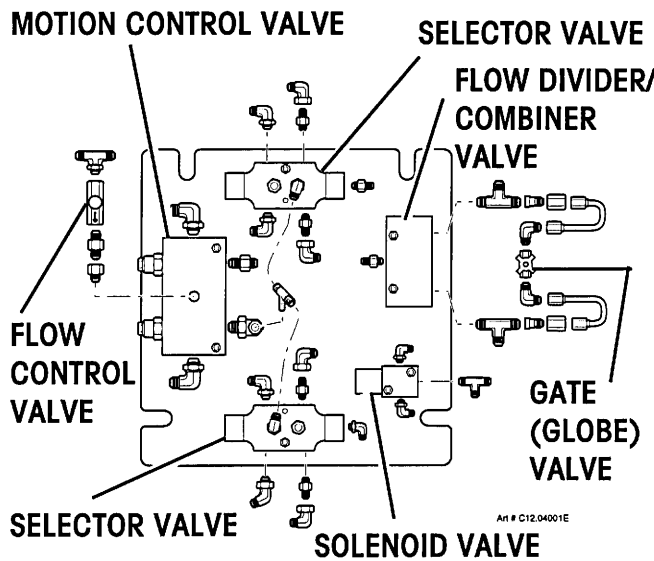 MOTION CONTROL VALVE
SELECTOR VALVE
FLOW DIVIDER/
COMBINER
VALVE
FLOW
CONTROL
VALVE
GATE
(GLOBE)
VALVE
SELECTOR VALVE
Art # C12.04001E
SOLENOID VALVE